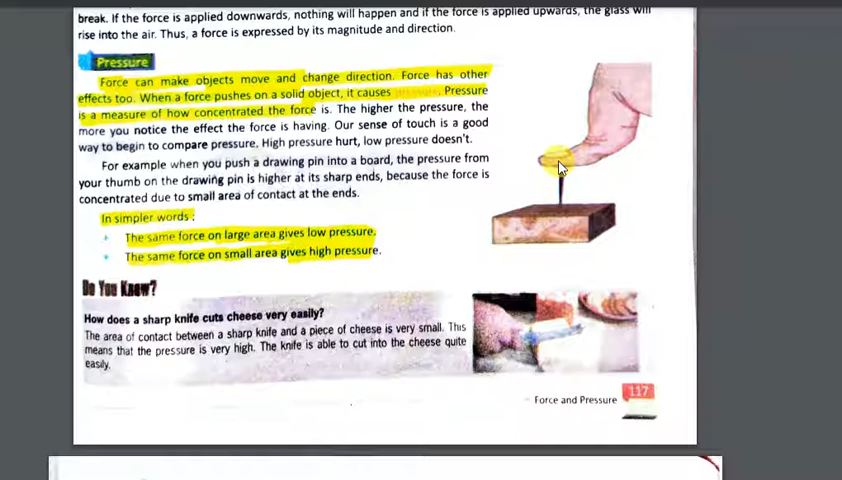 break. If the force is applied downwards, nothing will happen and if the force is applied upwards, the glass will
rise into the air. Thus, a force is expressed by its magnitude and direction.
Pressure
Force can make objects move and change direction. Force has other
effects too. When a force pushes on a solid object, it causes pressure. Pressure
is a measure of how concentrated the force is. The higher the pressure, the
more you notice the effect the force is having. Our sense of touch is a good
way to begin to compare pressure. High pressure hurt, low pressure doesn't.
For example when you push a drawing pin into a board, the pressure from
your thumb on the drawing pin is higher at its sharp ends, because the force is
concentrated due to small area of contact at the ends.
In simpler words :
The same force on large area gives low pressure.
The same force on small area gives high pressure.
Do You Know?
How does a sharp knife cuts cheese very easily?
The area of contact between a sharp knife and a piece of cheese is very small. This
means that the pressure is very high. The knife is able to cut into the cheese quite
easily.
Force and Pressure
117